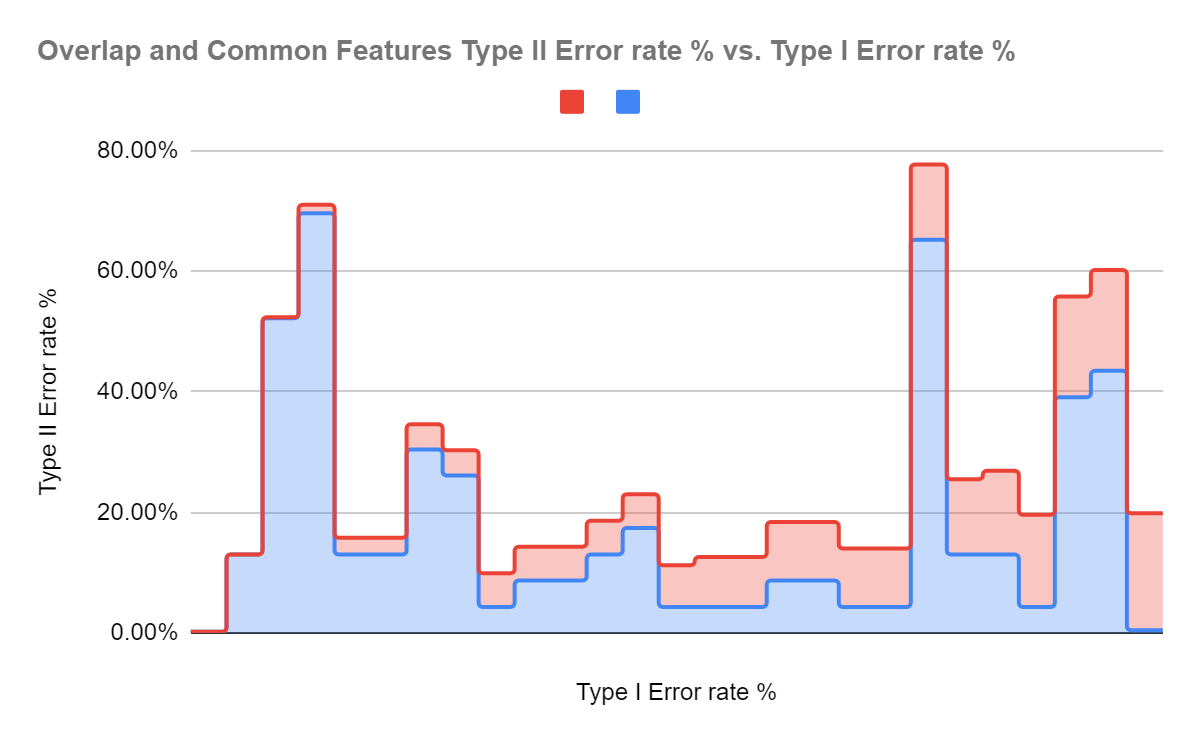 Overlap and Common Features Type II Error rate % vs. Type I Error rate %
80.00%
60.00%
40.00%
20.00%
0.00%
Type II Error rate %
Type I Error rate %